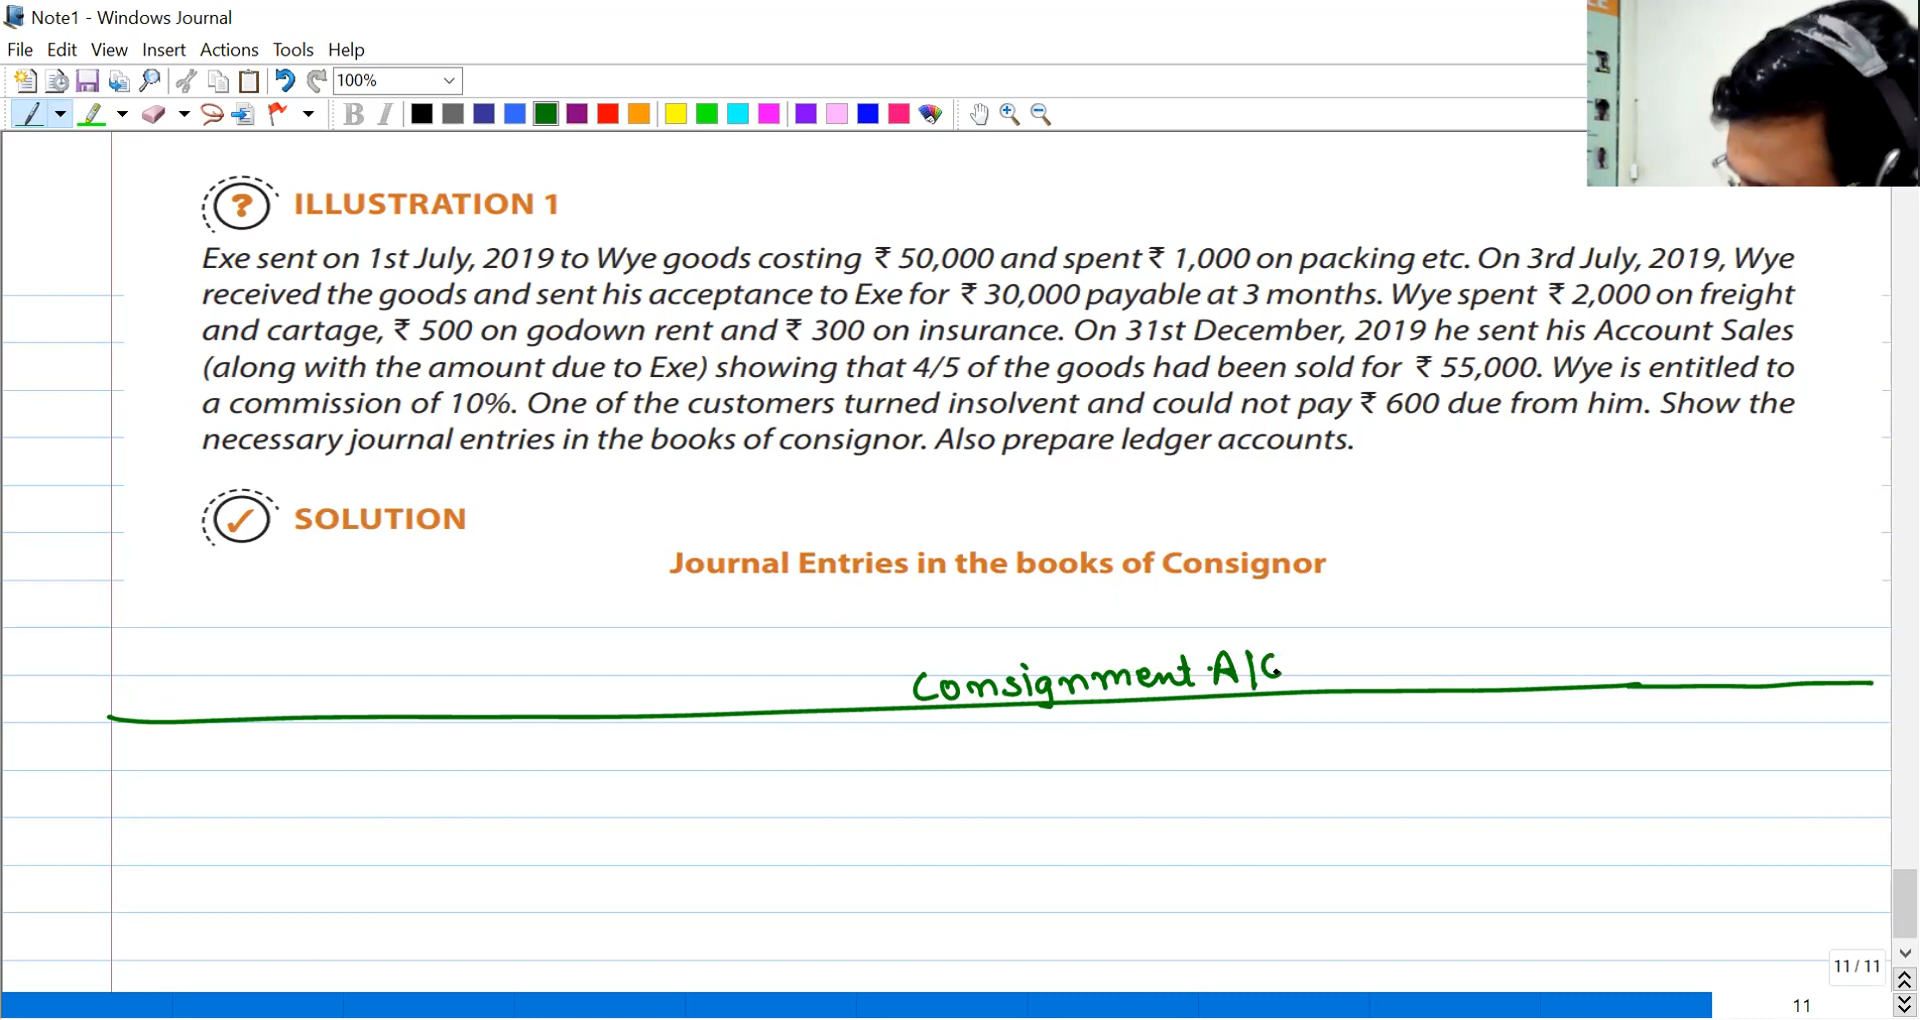 Note1 - Windows Journal
File Edit View Insert Actions Tools Help
100%
B I
? ILLUSTRATION 1
Exe sent on 1st July, 2019 to Wye goods costing ₹ 50,000 and spent ₹ 1,000 on packing etc. On 3rd July, 2019, Wye
received the goods and sent his acceptance to Exe for ₹ 30,000 payable at 3 months. Wye spent ₹ 2,000 on freight
and cartage, ₹ 500 on godown rent and ₹ 300 on insurance. On 31st December, 2019 he sent his Account Sales
(along with the amount due to Exe) showing that 4/5 of the goods had been sold for ₹ 55,000. Wye is entitled to
a commission of 10%. One of the customers turned insolvent and could not pay ₹ 600 due from him. Show the
necessary journal entries in the books of consignor. Also prepare ledger accounts.
SOLUTION
Journal Entries in the books of Consignor
Consignment A/C
11 / 11
11